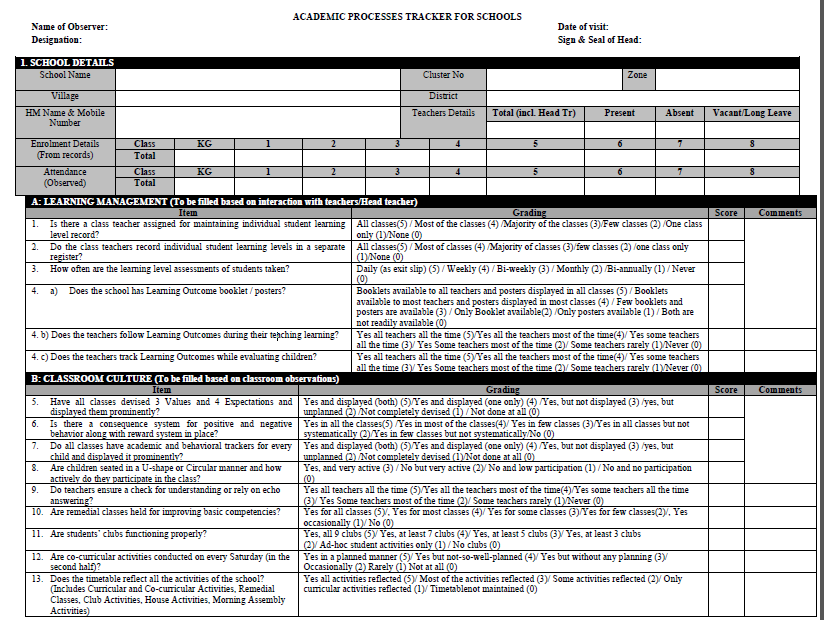 ACADEMIC PROCESSES TRACKER FOR SCHOOLS
Name of Observer: Date of visit:
Designation: Sign & Seal of Head:
1. SCHOOL DETAILS
School Name Cluster No Zone
Village District
HM Name & Mobile Number Teachers Details Total (incl. Head Tr) Present Absent Vacant/Long Leave
Enrolment Details Class KG 1 2 3 4 5 6 7 8
(From records) Total
Attendance Class KG 1 2 3 4 5 6 7 8
(Observed) Total
A: LEARNING MANAGEMENT (To be filled based on interaction with teachers/Head teacher)
Item Grading Score Comments
1. Is there a class teacher assigned for maintaining individual student learning
level record?
All classes(5) / Most of the classes (4) /Majority of the classes (3)/Few classes (2) /One class
only (1)/None (0)
2. Do the class teachers record individual student learning levels in a separate
register?
All classes(5) / Most of classes (4) /Majority of classes (3)/few classes (2) /one class only
(1)/None (0)
3. How often are the learning level assessments of students taken?
Daily (as exit slip) (5) / Weekly (4) / Bi-weekly (3) / Monthly (2) /Bi-annually (1) / Never
(0)
4. a) Does the school has Learning Outcome booklet / posters?
Booklets available to all teachers and posters displayed in all classes (5) / Booklets
available to most teachers and posters displayed in most classes (4) / Few booklets and
posters are available (3) / Only Booklet available(2) /Only posters available (1) / Both are
not readily available (0)
4. b) Does the teachers follow Learning Outcomes during their teaching learning?
Yes all teachers all the time (5)/Yes all the teachers most of the time(4)/ Yes some teachers
all the time (3)/ Yes Some teachers most of the time (2)/ Some teachers rarely (1)/Never (0)
4. c) Does the teachers track Learning Outcomes while evaluating children?
Yes all teachers all the time (5)/Yes all the teachers most of the time(4)/ Yes some teachers
all the time (3)/ Yes Some teachers most of the time (2)/ Some teachers rarely (1)/Never (0)
B: CLASSROOM CULTURE (To be filled based on classroom observations)
Item Grading Score Comments
5. Have all classes devised 3 Values and 4 Expectations and
displayed them prominently?
Yes and displayed (both) (5)/Yes and displayed (one only) (4) /Yes, but not displayed (3) /yes, but
unplanned (2) /Not completely devised (1) / Not done at all (0)
6. Is there a consequence system for positive and negative
behavior along with reward system in place?
Yes in all the classes(5) /Yes in most of the classes(4)/ Yes in few classes (3)/Yes in all classes but not
systematically (2)/Yes in few classes but not systematically/No (0)
7. Do all classes have academic and behavioral trackers for every
child and displayed it prominently?
Yes and displayed (both) (5)/Yes and displayed (one only) (4) /Yes, but not displayed (3) /yes, but
unplanned (2) /Not completely devised (1)/Not done at all (0)
8. Are children seated in a U-shape or Circular manner and how
actively do they participate in the class?
Yes, and very active (3) / No but very active (2)/ No and low participation (1) / No and no participation
(0)
9. Do teachers ensure a check for understanding or rely on echo
answering?
Yes all teachers all the time (5)/Yes all the teachers most of the time(4)/Yes some teachers all the time
(3)/ Yes Some teachers most of the time (2)/ Some teachers rarely (1)/Never (0)
10. Are remedial classes held for improving basic competencies?
Yes for all classes (5)/, Yes for most classes (4)/ Yes for some classes (3)/Yes for few classes(2)/, Yes
occasionally (1)/ No (0)
11. Are students' clubs functioning properly?
Yes, all 9 clubs (5)/ Yes, at least 7 clubs (4)/ Yes, at least 5 clubs (3)/ Yes, at least 3 clubs
(2)/ Ad-hoc student activities only (1) / No clubs (0)
12. Are co-curricular activities conducted on every Saturday (in the
second half)?
Yes in a planned manner (5)/ Yes but not-so-well-planned (4)/ Yes but without any planning (3)/
Occasionally (2) Rarely (1) Not at all (0)
13. Does the timetable reflect all the activities of the school?
(Includes Curricular and Co-curricular Activities, Remedial
Classes, Club Activities, House Activities, Morning Assembly
Activities)
Yes all activities reflected (5)/ Most of the activities reflected (3)/ Some activities reflected (2)/ Only
curricular activities reflected (1)/ Timetablenot maintained (0)